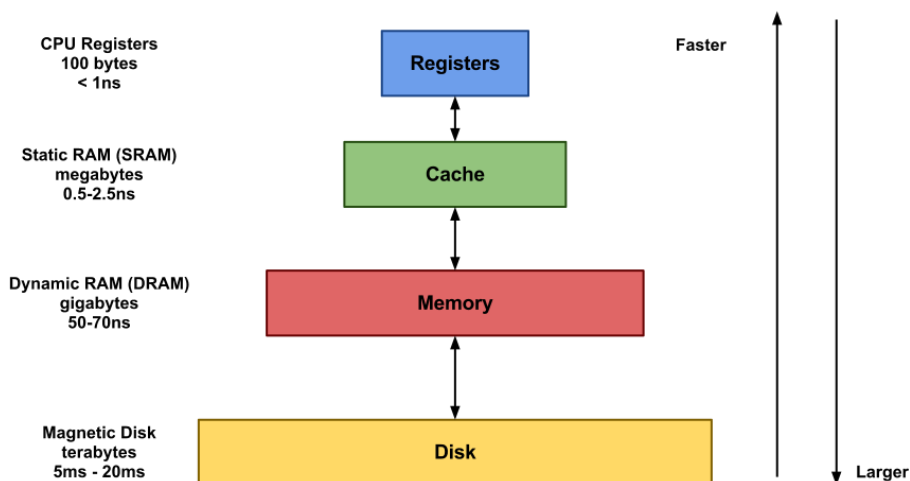 CPU Registers
100 bytes
< 1ns
Registers
Faster
Static RAM (SRAM)
megabytes
0.5-2.5ns
Cache
Dynamic RAM (DRAM)
gigabytes
50-70ns
Memory
Magnetic Disk
terabytes
5ms - 20ms
Disk
Larger